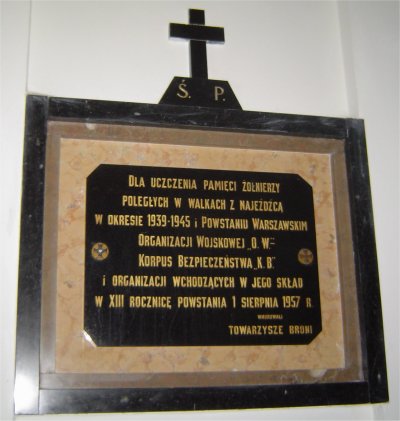 Ś. P.
DLA UCZCZENIA PAMIĘCI ŻOŁNIERZY
POLEGŁYCH W WALKACH Z NAJEŹDŹCĄ
W OKRESIE 1939-1945 I POWSTANIU WARSZAWSKIM
ORGANIZACJI WOJSKOWEJ „O.W."-
KORPUS BEZPIECZEŃSTWA „K.B"
I ORGANIZACJI WCHODZĄCYCH W JEGO SKŁAD
W XIII ROCZNICĘ POWSTANIA 1 SIERPNIA 1957 R.
WMUROWALI
TOWARZYSZE BRONI